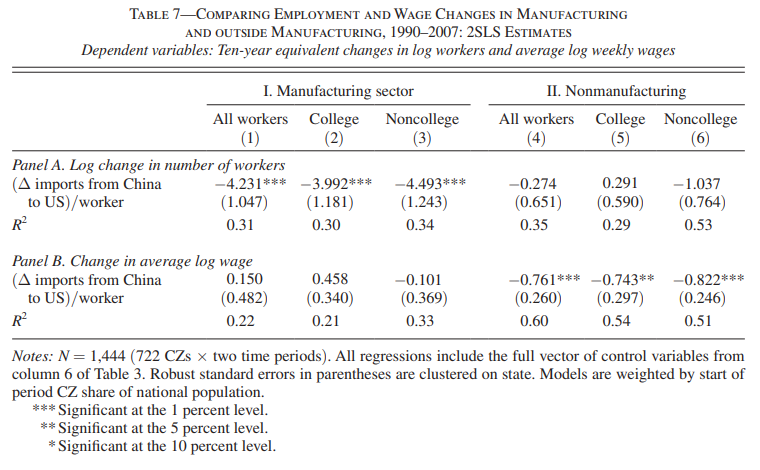 TABLE 7—COMPARING EMPLOYMENT AND WAGE CHANGES IN MANUFACTURING
AND OUTSIDE MANUFACTURING, 1990–2007: 2SLS ESTIMATES
Dependent variables: Ten-year equivalent changes in log workers and average log weekly wages
I. Manufacturing sector II. Nonmanufacturing
All workers College Noncollege All workers College Noncollege
(1) (2) (3) (4) (5) (6)
Panel A. Log change in number of workers
(Δ imports from China −4.231*** −3.992*** −4.493*** −0.274 0.291 −1.037
to US)/worker (1.047) (1.181) (1.243) (0.651) (0.590) (0.764)
R² 0.31 0.30 0.34 0.35 0.29 0.53
Panel B. Change in average log wage
(Δ imports from China 0.150 0.458 −0.101 −0.761*** −0.743** −0.822***
to US)/worker (0.482) (0.340) (0.369) (0.260) (0.297) (0.246)
R² 0.22 0.21 0.33 0.60 0.54 0.51
Notes: N = 1,444 (722 CZs × two time periods). All regressions include the full vector of control variables from
column 6 of Table 3. Robust standard errors in parentheses are clustered on state. Models are weighted by start of
period CZ share of national population.
*** Significant at the 1 percent level.
** Significant at the 5 percent level.
* Significant at the 10 percent level.